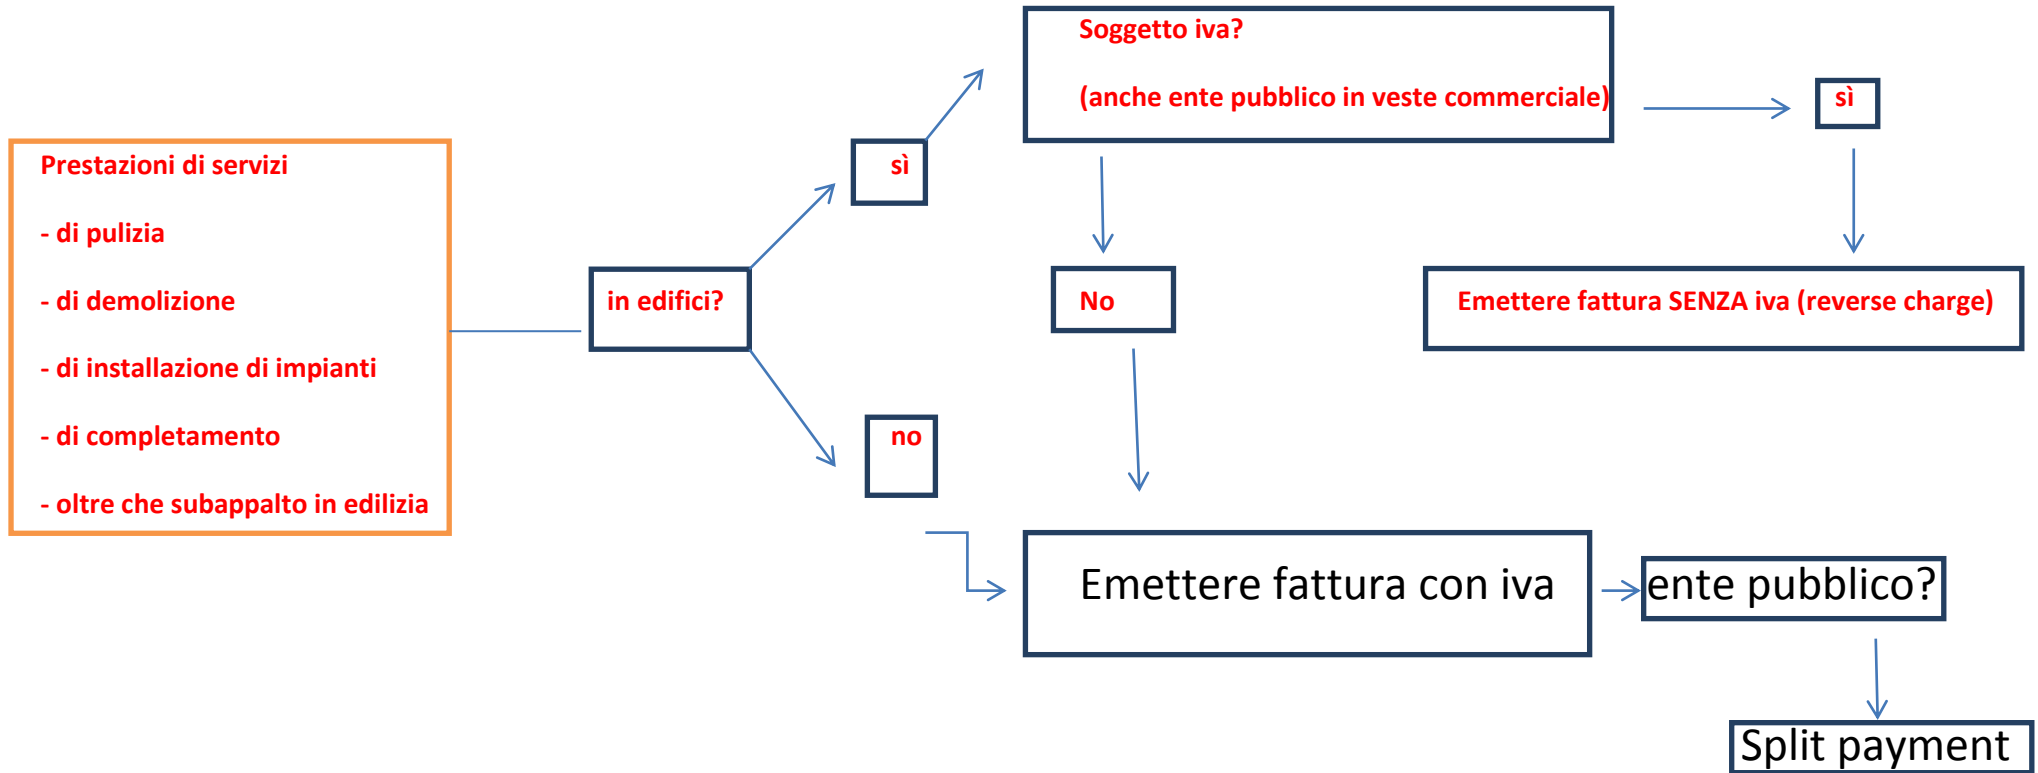 Prestazioni di servizi
- di pulizia
- di demolizione
- di installazione di impianti
- di completamento
- oltre che subappalto in edilizia
in edifici?
sì
no
Soggetto iva?
(anche ente pubblico in veste commerciale)
sì
No
Emettere fattura SENZA iva (reverse charge)
Emettere fattura con iva
ente pubblico?
Split payment